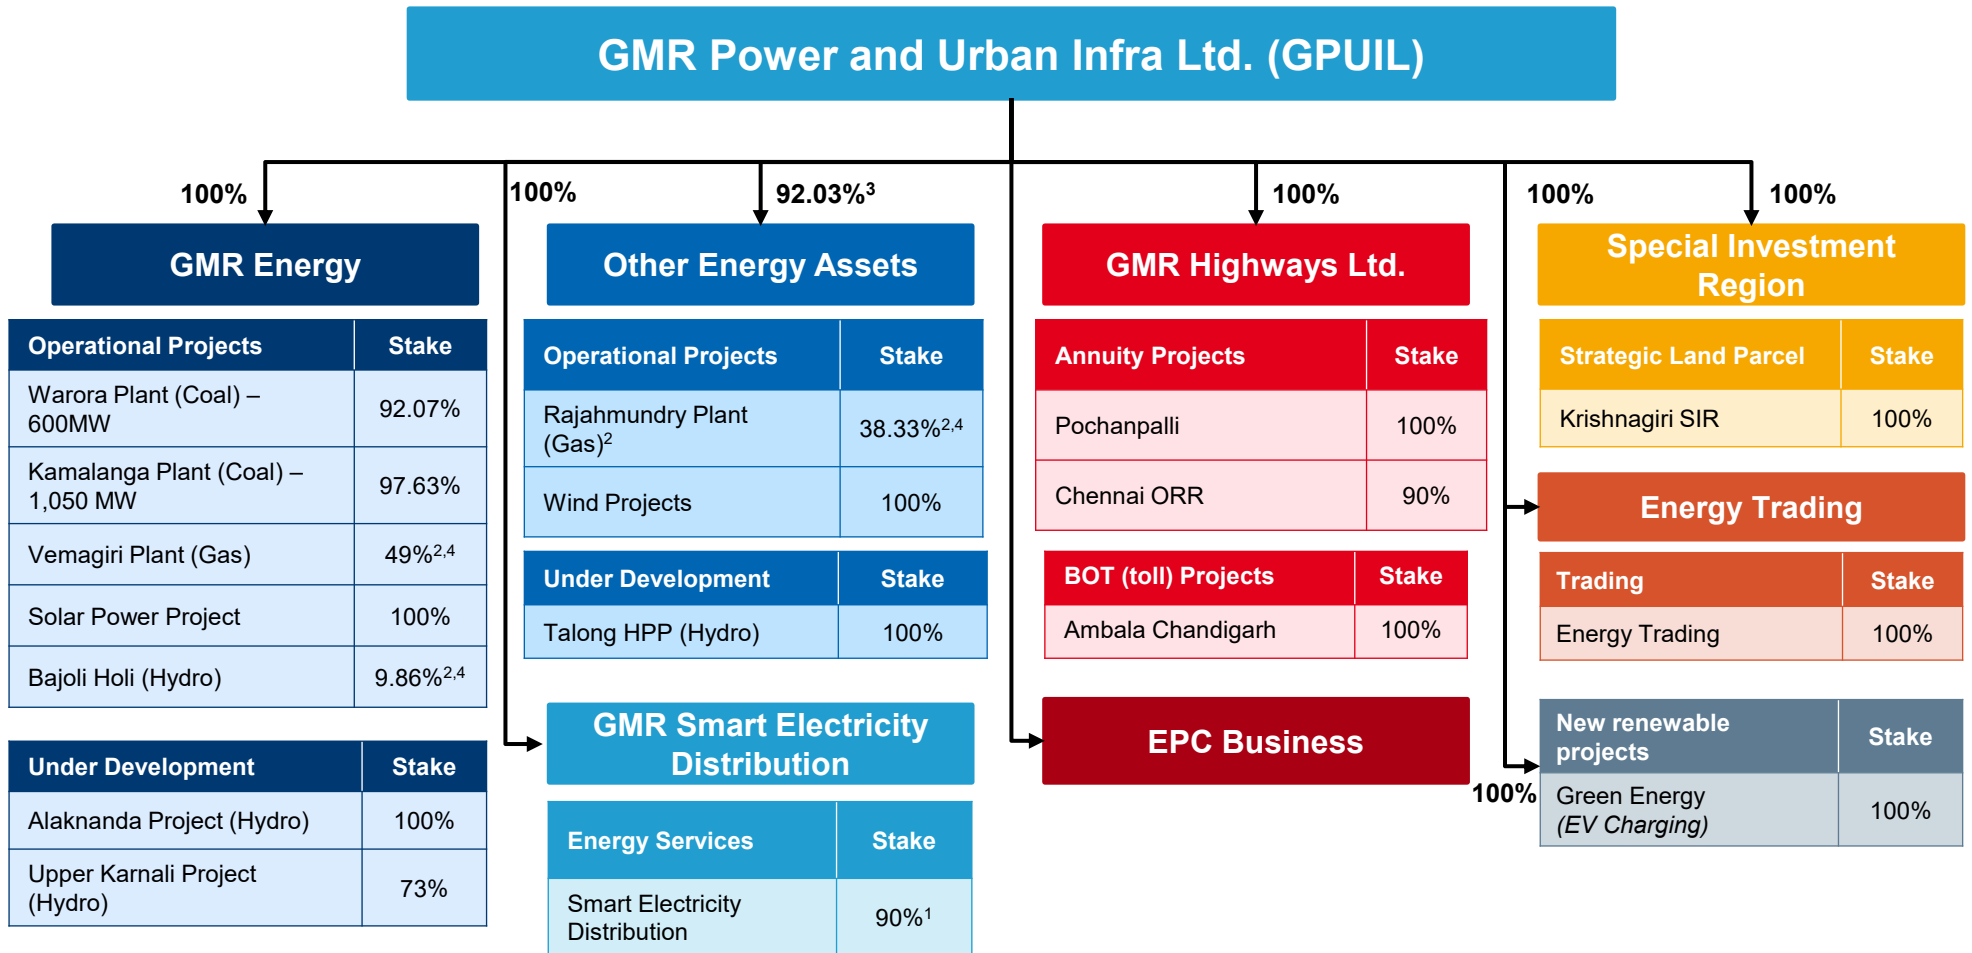 GMR Power and Urban Infra Ltd. (GPUIL)
100%
100%
92.03%³
100%
100%
100%
GMR Energy
Operational Projects Stake
Warora Plant (Coal) –
600MW 92.07%
Kamalanga Plant (Coal) –
1,050 MW 97.63%
Vemagiri Plant (Gas) 49%²,⁴
Solar Power Project 100%
Bajoli Holi (Hydro) 9.86%²,⁴
Under Development Stake
Alaknanda Project (Hydro) 100%
Upper Karnali Project
(Hydro) 73%
Other Energy Assets
Operational Projects Stake
Rajahmundry Plant
(Gas)² 38.33%²,⁴
Wind Projects 100%
Under Development Stake
Talong HPP (Hydro) 100%
GMR Smart Electricity
Distribution
Energy Services Stake
Smart Electricity
Distribution 90%¹
GMR Highways Ltd.
Annuity Projects Stake
Pochanpalli 100%
Chennai ORR 90%
BOT (toll) Projects Stake
Ambala Chandigarh 100%
EPC Business
Special Investment
Region
Strategic Land Parcel Stake
Krishnagiri SIR 100%
Energy Trading
Trading Stake
Energy Trading 100%
100%
New renewable
projects Stake
Green Energy
(EV Charging) 100%